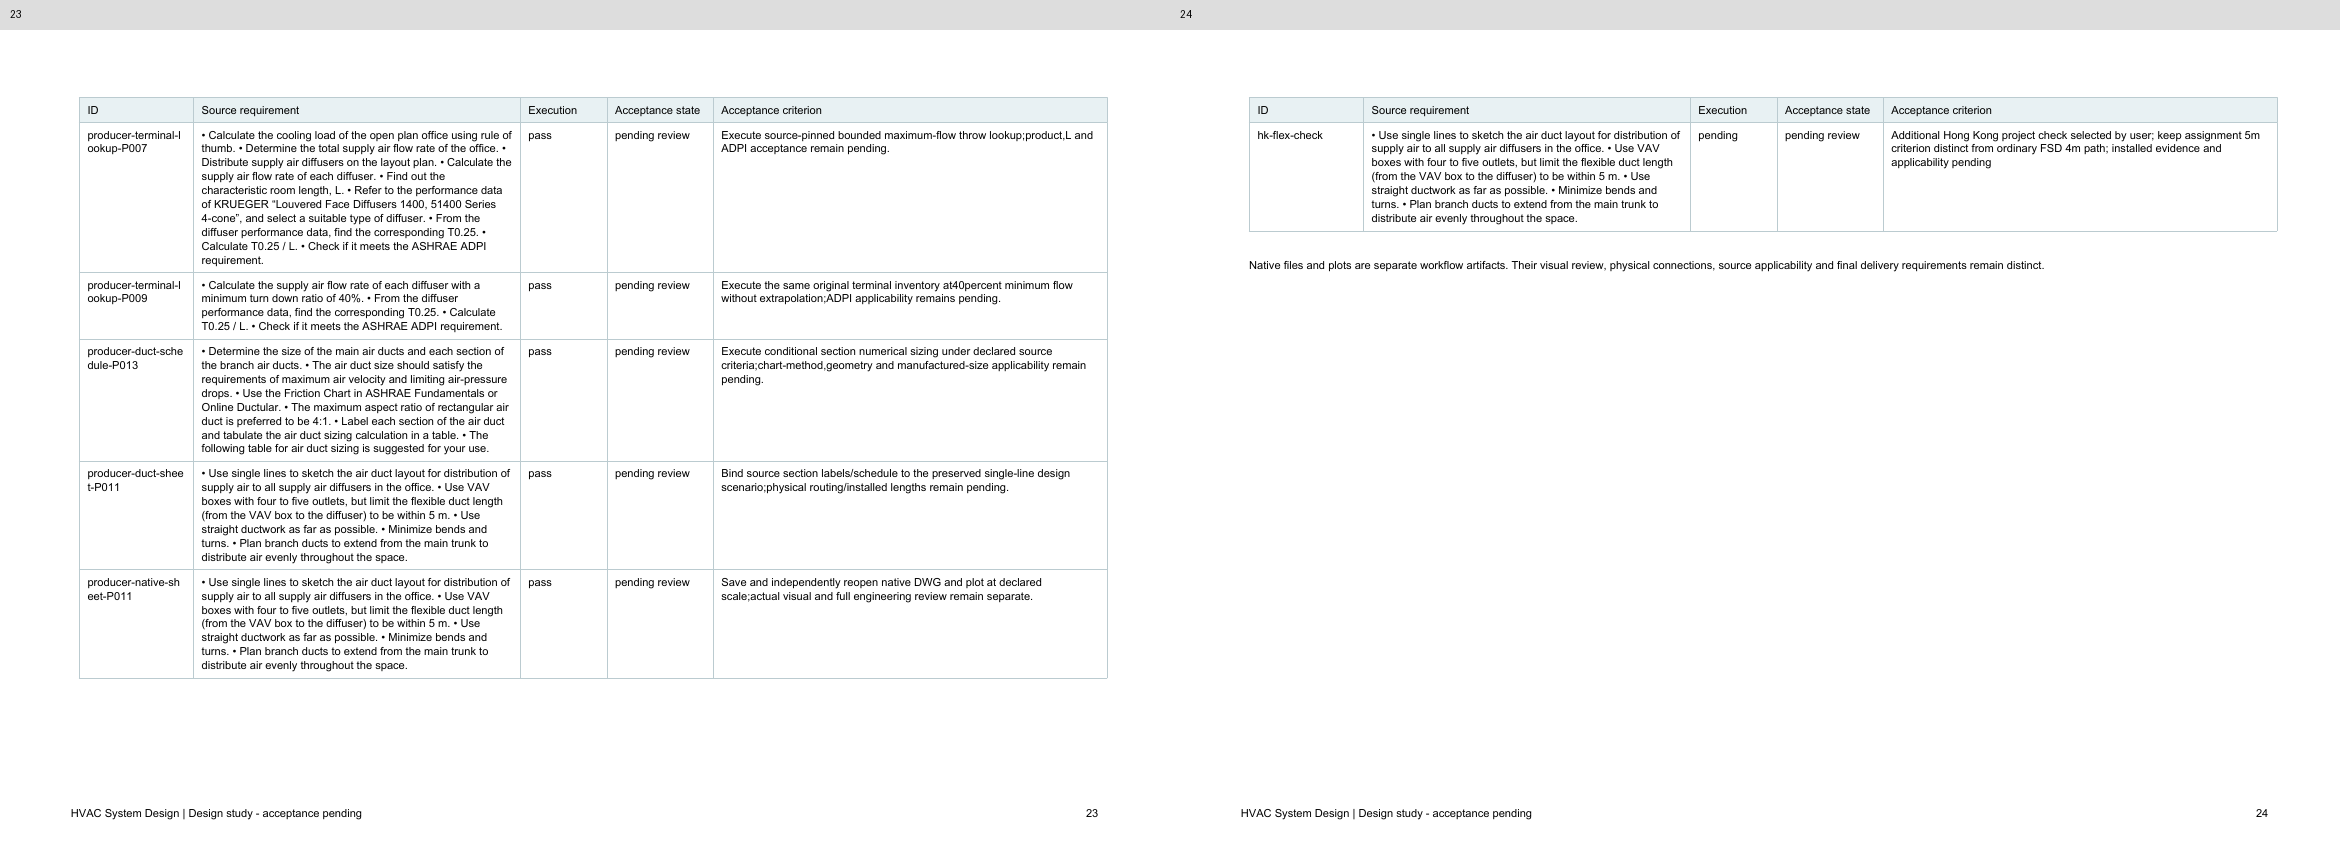 23
ID Source requirement Execution Acceptance state Acceptance criterion
producer-terminal-l
ookup-P007
• Calculate the cooling load of the open plan office using rule of
thumb. • Determine the total supply air flow rate of the office. •
Distribute supply air diffusers on the layout plan. • Calculate the
supply air flow rate of each diffuser. • Find out the
characteristic room length, L. • Refer to the performance data
of KRUEGER “Louvered Face Diffusers 1400, 51400 Series
4-cone”, and select a suitable type of diffuser. • From the
diffuser performance data, find the corresponding T0.25. •
Calculate T0.25 / L. • Check if it meets the ASHRAE ADPI
requirement.
pass
pending review
Execute source-pinned bounded maximum-flow throw lookup;product,L and
ADPI acceptance remain pending.
producer-terminal-l
ookup-P009
• Calculate the supply air flow rate of each diffuser with a
minimum turn down ratio of 40%. • From the diffuser
performance data, find the corresponding T0.25. • Calculate
T0.25 / L. • Check if it meets the ASHRAE ADPI requirement.
pass
pending review
Execute the same original terminal inventory at40percent minimum flow
without extrapolation;ADPI applicability remains pending.
producer-duct-sche
dule-P013
• Determine the size of the main air ducts and each section of
the branch air ducts. • The air duct size should satisfy the
requirements of maximum air velocity and limiting air-pressure
drops. • Use the Friction Chart in ASHRAE Fundamentals or
Online Ductular. • The maximum aspect ratio of rectangular air
duct is preferred to be 4:1. • Label each section of the air duct
and tabulate the air duct sizing calculation in a table. • The
following table for air duct sizing is suggested for your use.
pass
pending review
Execute conditional section numerical sizing under declared source
criteria;chart-method,geometry and manufactured-size applicability remain
pending.
producer-duct-shee
t-P011
• Use single lines to sketch the air duct layout for distribution of
supply air to all supply air diffusers in the office. • Use VAV
boxes with four to five outlets, but limit the flexible duct length
(from the VAV box to the diffuser) to be within 5 m. • Use
straight ductwork as far as possible. • Minimize bends and
turns. • Plan branch ducts to extend from the main trunk to
distribute air evenly throughout the space.
pass
pending review
Bind source section labels/schedule to the preserved single-line design
scenario;physical routing/installed lengths remain pending.
producer-native-sh
eet-P011
• Use single lines to sketch the air duct layout for distribution of
supply air to all supply air diffusers in the office. • Use VAV
boxes with four to five outlets, but limit the flexible duct length
(from the VAV box to the diffuser) to be within 5 m. • Use
straight ductwork as far as possible. • Minimize bends and
turns. • Plan branch ducts to extend from the main trunk to
distribute air evenly throughout the space.
pass
pending review
Save and independently reopen native DWG and plot at declared
scale;actual visual and full engineering review remain separate.
HVAC System Design | Design study - acceptance pending 23
24
ID Source requirement Execution Acceptance state Acceptance criterion
hk-flex-check
• Use single lines to sketch the air duct layout for distribution of
supply air to all supply air diffusers in the office. • Use VAV
boxes with four to five outlets, but limit the flexible duct length
(from the VAV box to the diffuser) to be within 5 m. • Use
straight ductwork as far as possible. • Minimize bends and
turns. • Plan branch ducts to extend from the main trunk to
distribute air evenly throughout the space.
pending
pending review
Additional Hong Kong project check selected by user; keep assignment 5m
criterion distinct from ordinary FSD 4m path; installed evidence and
applicability pending
Native files and plots are separate workflow artifacts. Their visual review, physical connections, source applicability and final delivery requirements remain distinct.
HVAC System Design | Design study - acceptance pending 24